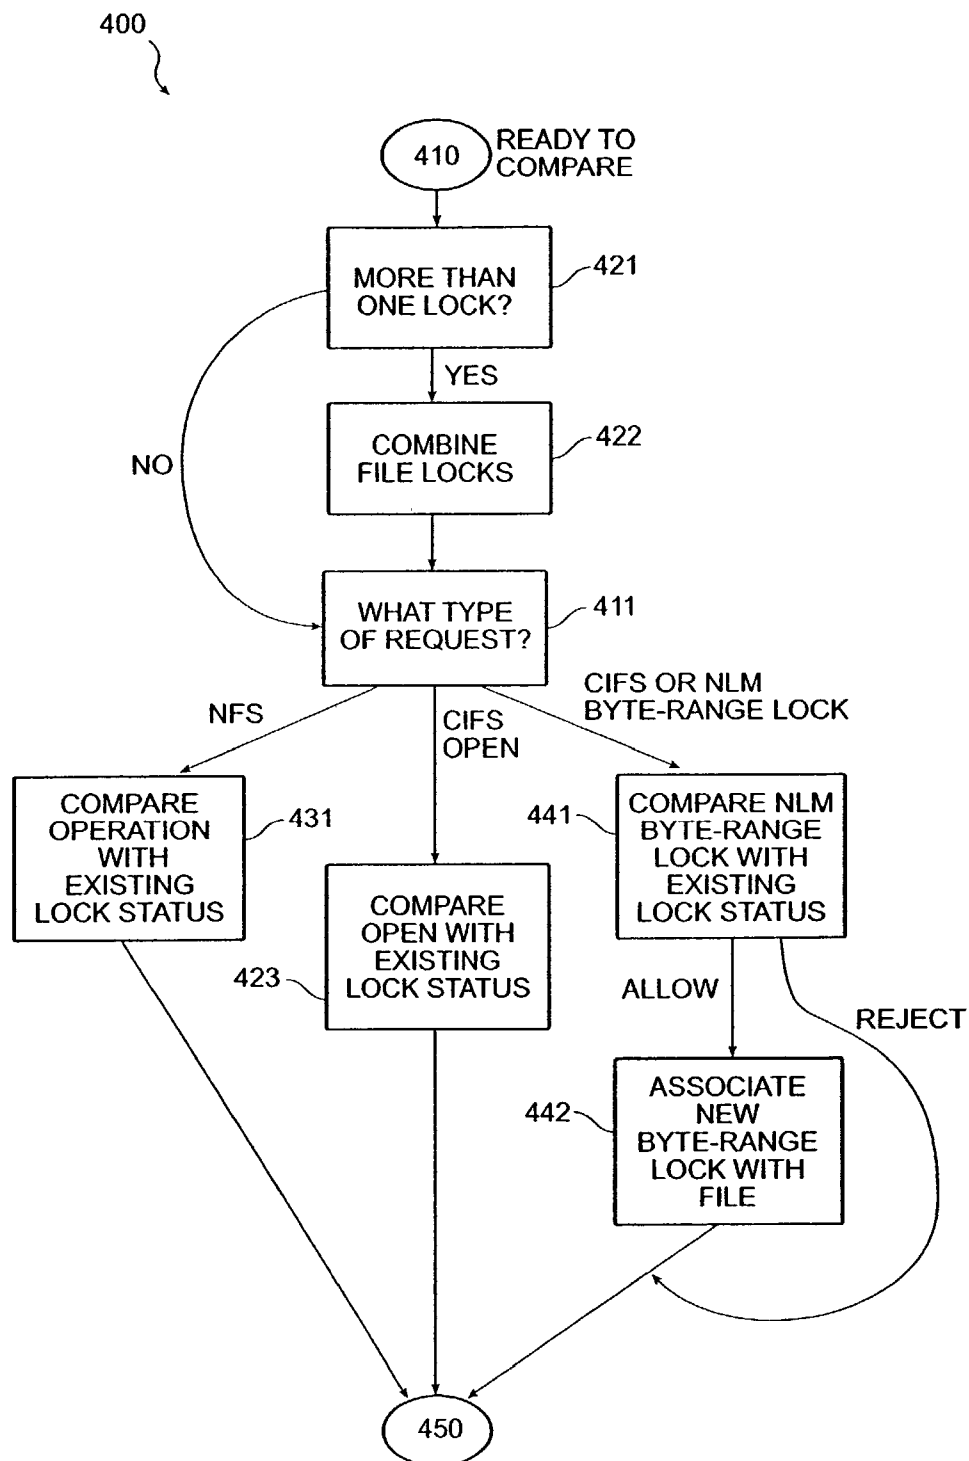 400
410
READY TO
COMPARE
MORE THAN
ONE LOCK?
421
YES
NO
COMBINE
FILE LOCKS
422
WHAT TYPE
OF REQUEST?
411
NFS
CIFS
OPEN
CIFS OR NLM
BYTE-RANGE LOCK
COMPARE
OPERATION
WITH
EXISTING
LOCK STATUS
431
COMPARE
OPEN WITH
EXISTING
LOCK STATUS
423
COMPARE NLM
BYTE-RANGE
LOCK WITH
EXISTING
LOCK STATUS
441
ALLOW
REJECT
ASSOCIATE
NEW
BYTE-RANGE
LOCK WITH
FILE
442
450